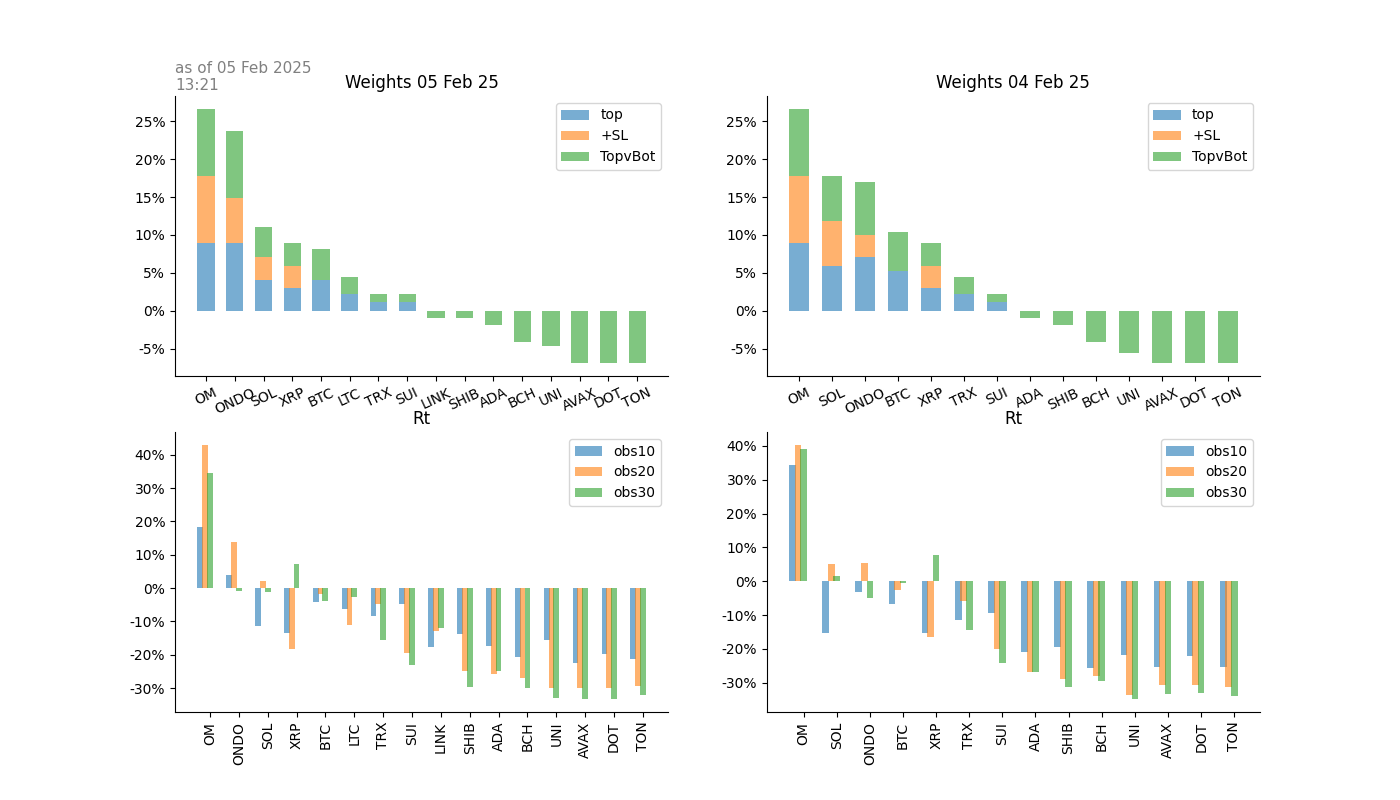 as of 05 Feb 2025
13:21
Weights 05 Feb 25
25%
20%
15%
10%
5%
0%
-5%
top
+SL
TopvBot
OM ONDO SOL XRP BTC LTC TRX SUI LINK SHIB ADA BCH UNI AVAX DOT TON
Weights 04 Feb 25
25%
20%
15%
10%
5%
0%
-5%
top
+SL
TopvBot
OM SOL ONDO BTC XRP TRX SUI ADA SHIB BCH UNI AVAX DOT TON
Rt
40%
30%
20%
10%
0%
-10%
-20%
-30%
obs10
obs20
obs30
OM ONDO SOL XRP BTC LTC TRX SUI LINK SHIB ADA BCH UNI AVAX DOT TON
Rt
40%
30%
20%
10%
0%
-10%
-20%
-30%
obs10
obs20
obs30
OM SOL ONDO BTC XRP TRX SUI ADA SHIB BCH UNI AVAX DOT TON